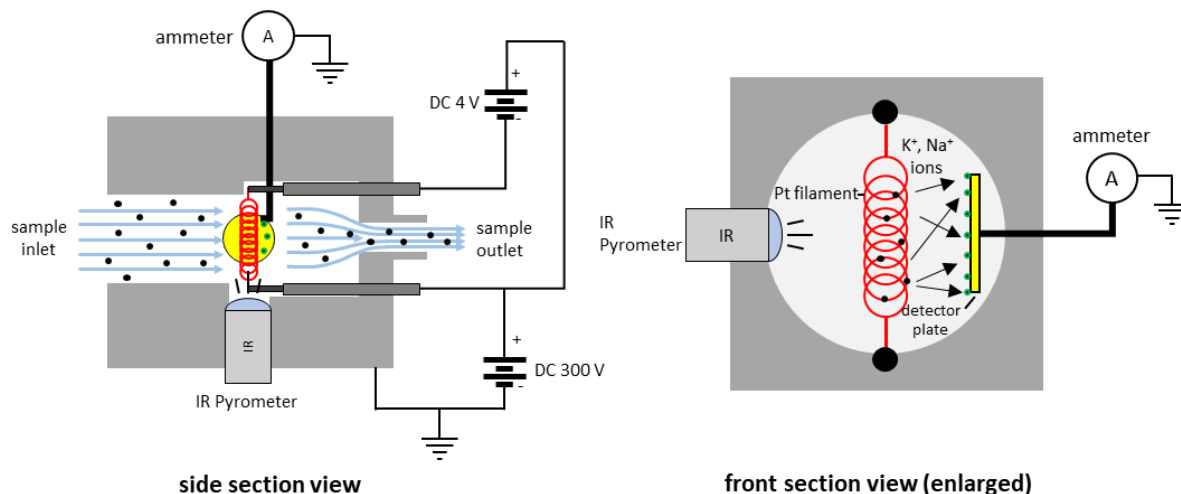 ammeter
A
+
DC 4 V
-
sample
inlet
sample
outlet
IR
+
DC 300 V
-
IR Pyrometer
side section view
K+, Na+
ions
ammeter
A
Pt filament
IR
Pyrometer
IR
detector
plate
front section view (enlarged)